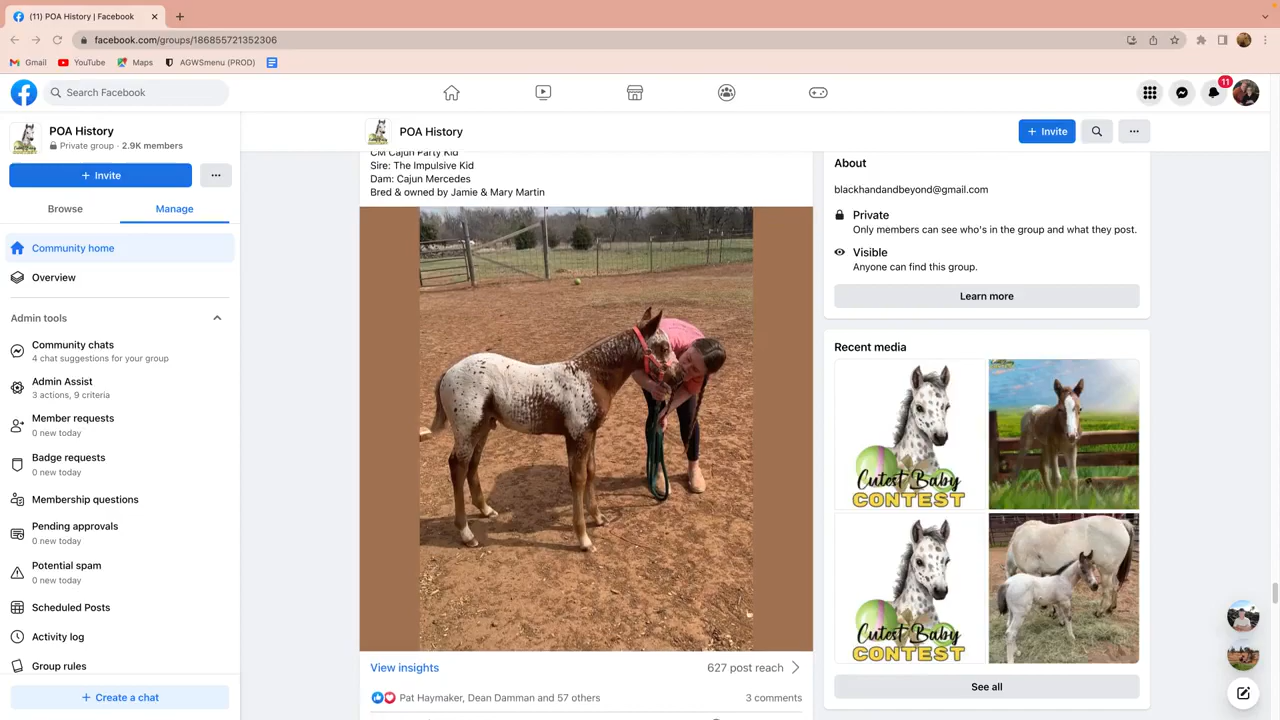 (11) POA History | Facebook
facebook.com/groups/186855721352306
Gmail YouTube Maps AGWSmenu (PROD)
Search Facebook
11
POA History
Private group · 2.9K members
+ Invite
Browse Manage
Community home
Overview
Admin tools
Community chats
4 chat suggestions for your group
Admin Assist
3 actions, 9 criteria
Member requests
0 new today
Badge requests
0 new today
Membership questions
Pending approvals
0 new today
Potential spam
0 new today
Scheduled Posts
Activity log
Group rules
+ Create a chat
POA History
+ Invite
CM Cajun Party Kid
Sire: The Impulsive Kid
Dam: Cajun Mercedes
Bred & owned by Jamie & Mary Martin
View insights 627 post reach
Pat Haymaker, Dean Damman and 57 others 3 comments
About
blackhandandbeyond@gmail.com
Private
Only members can see who's in the group and what they post.
Visible
Anyone can find this group.
Learn more
Recent media
Cutest Baby
CONTEST
Cutest Baby
CONTEST
See all